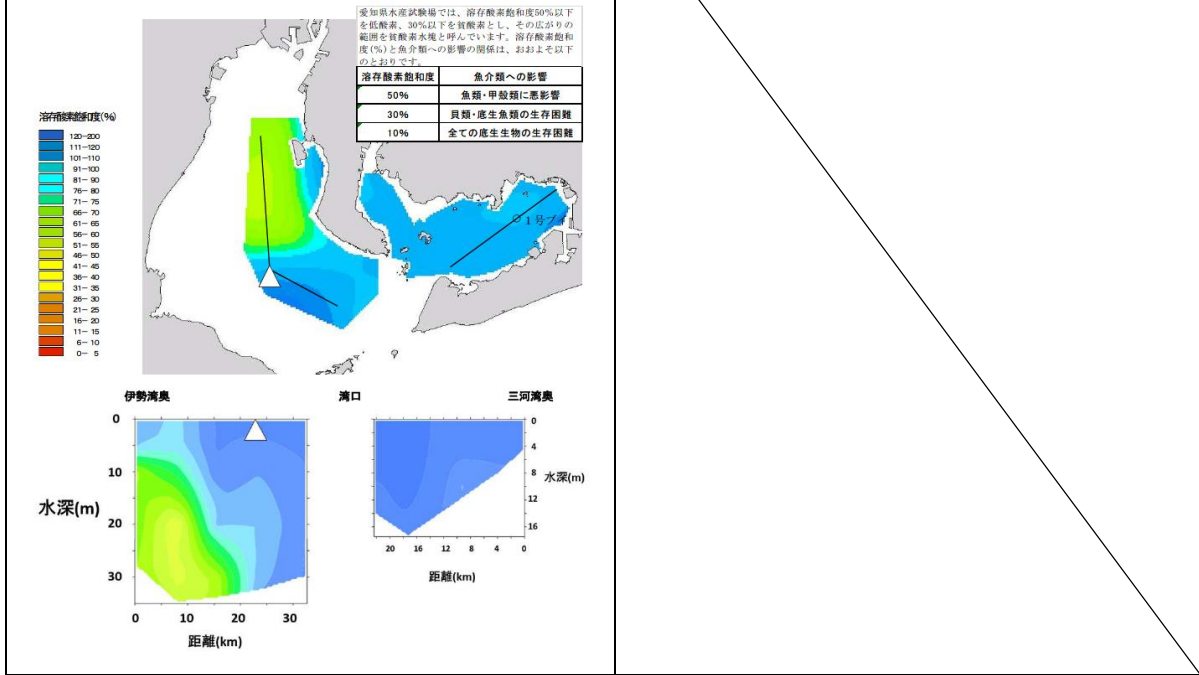 愛知県水産試験場では、溶存酸素飽和度50%以下
を低酸素、30%以下を貧酸素とし、その広がりの
範囲を貧酸素水塊と呼んでいます。溶存酸素飽和
度(%)と魚介類への影響の関係は、おおよそ以下
のとおりです。
溶存酸素飽和度 魚介類への影響
50% 魚類・甲殻類に悪影響
30% 貝類・底生魚類の生存困難
10% 全ての底生生物の生存困難
溶存酸素飽和度(%)
120-200
111-120
101-110
91-100
81- 90
76- 80
71- 75
66- 70
61- 65
56- 60
51- 55
46- 50
41- 45
36- 40
31- 35
26- 30
21- 25
16- 20
11- 15
6- 10
0- 5
1号ブイ
伊勢湾奥 湾口 三河湾奥
0
10
20
30
水深(m)
0 10 20 30
距離(km)
0
4
8
12
16
水深(m)
20 16 12 8 4 0
距離(km)